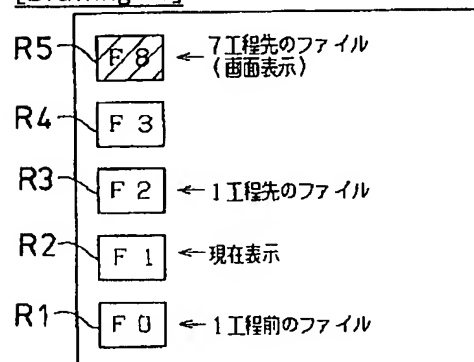 R5 F8 ← 7工程先のファイル
(画面表示)
R4 F3
R3 F2 ← 1工程先のファイル
R2 F1 ← 現在表示
R1 F0 ← 1工程前のファイル